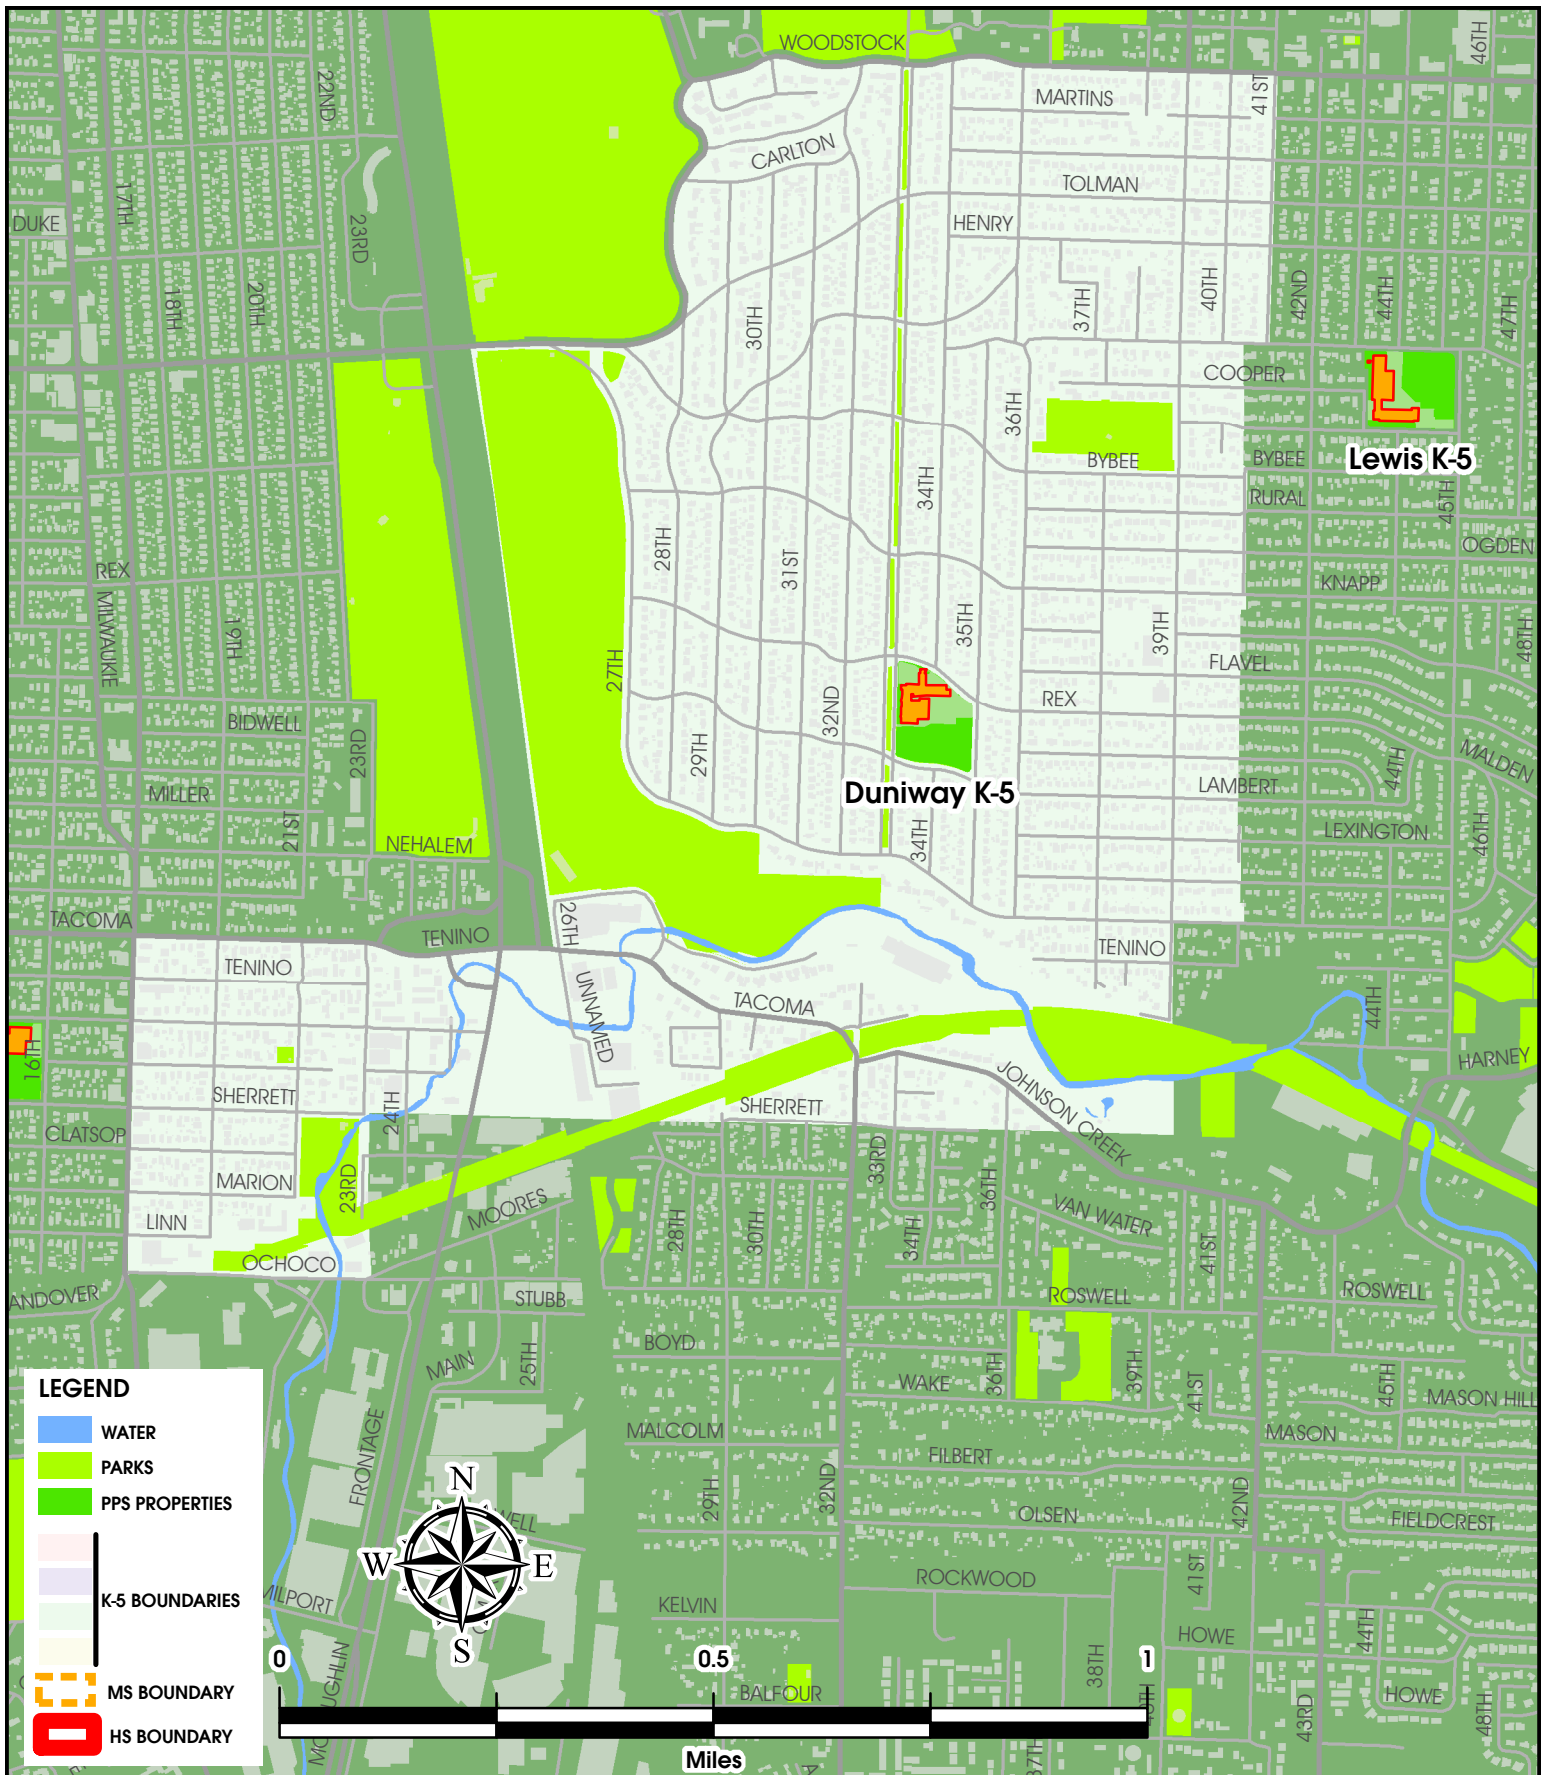 WOODSTOCK
46TH
22ND
MARTINS
41ST
CARLTON
17TH
TOLMAN
DUKE
23RD
HENRY
18TH
20TH
30TH
37TH
40TH
42ND
44TH
47TH
COOPER
36TH
Lewis K-5
BYBEE
BYBEE
34TH
RURAL
45TH
28TH
OGDEN
31ST
REX
KNAPP
MILWAUKIE
19TH
35TH
39TH
48TH
27TH
FLAVEL
32ND
REX
BIDWELL
23RD
29TH
44TH
MALDEN
MILLER
Duniway K-5
LAMBERT
21ST
34TH
LEXINGTON
46TH
NEHALEM
TACOMA
26TH
TENINO
TENINO
TENINO
UNNAMED
TACOMA
44TH
16TH
HARNEY
SHERRETT
24TH
SHERRETT
JOHNSON CREEK
CLATSOP
33RD
MARION
23RD
36TH
LINN
MOORES
28TH
30TH
34TH
VAN WATER
41ST
OCHOCO
ANDOVER
STUBB
ROSWELL
ROSWELL
BOYD
MAIN
25TH
36TH
39TH
41ST
45TH
WAKE
MASON HILL
LEGEND
WATER
PARKS
PPS PROPERTIES
K-5 BOUNDARIES
MS BOUNDARY
HS BOUNDARY
FRONTAGE
MALCOLM
FILBERT
MASON
N
29TH
32ND
42ND
OLSEN
FIELDCREST
W
E
41ST
ROCKWOOD
MILPORT
KELVIN
S
HOWE
44TH
0
0.5
1
38TH
BALFOUR
HOWE
43RD
48TH
Miles
37TH